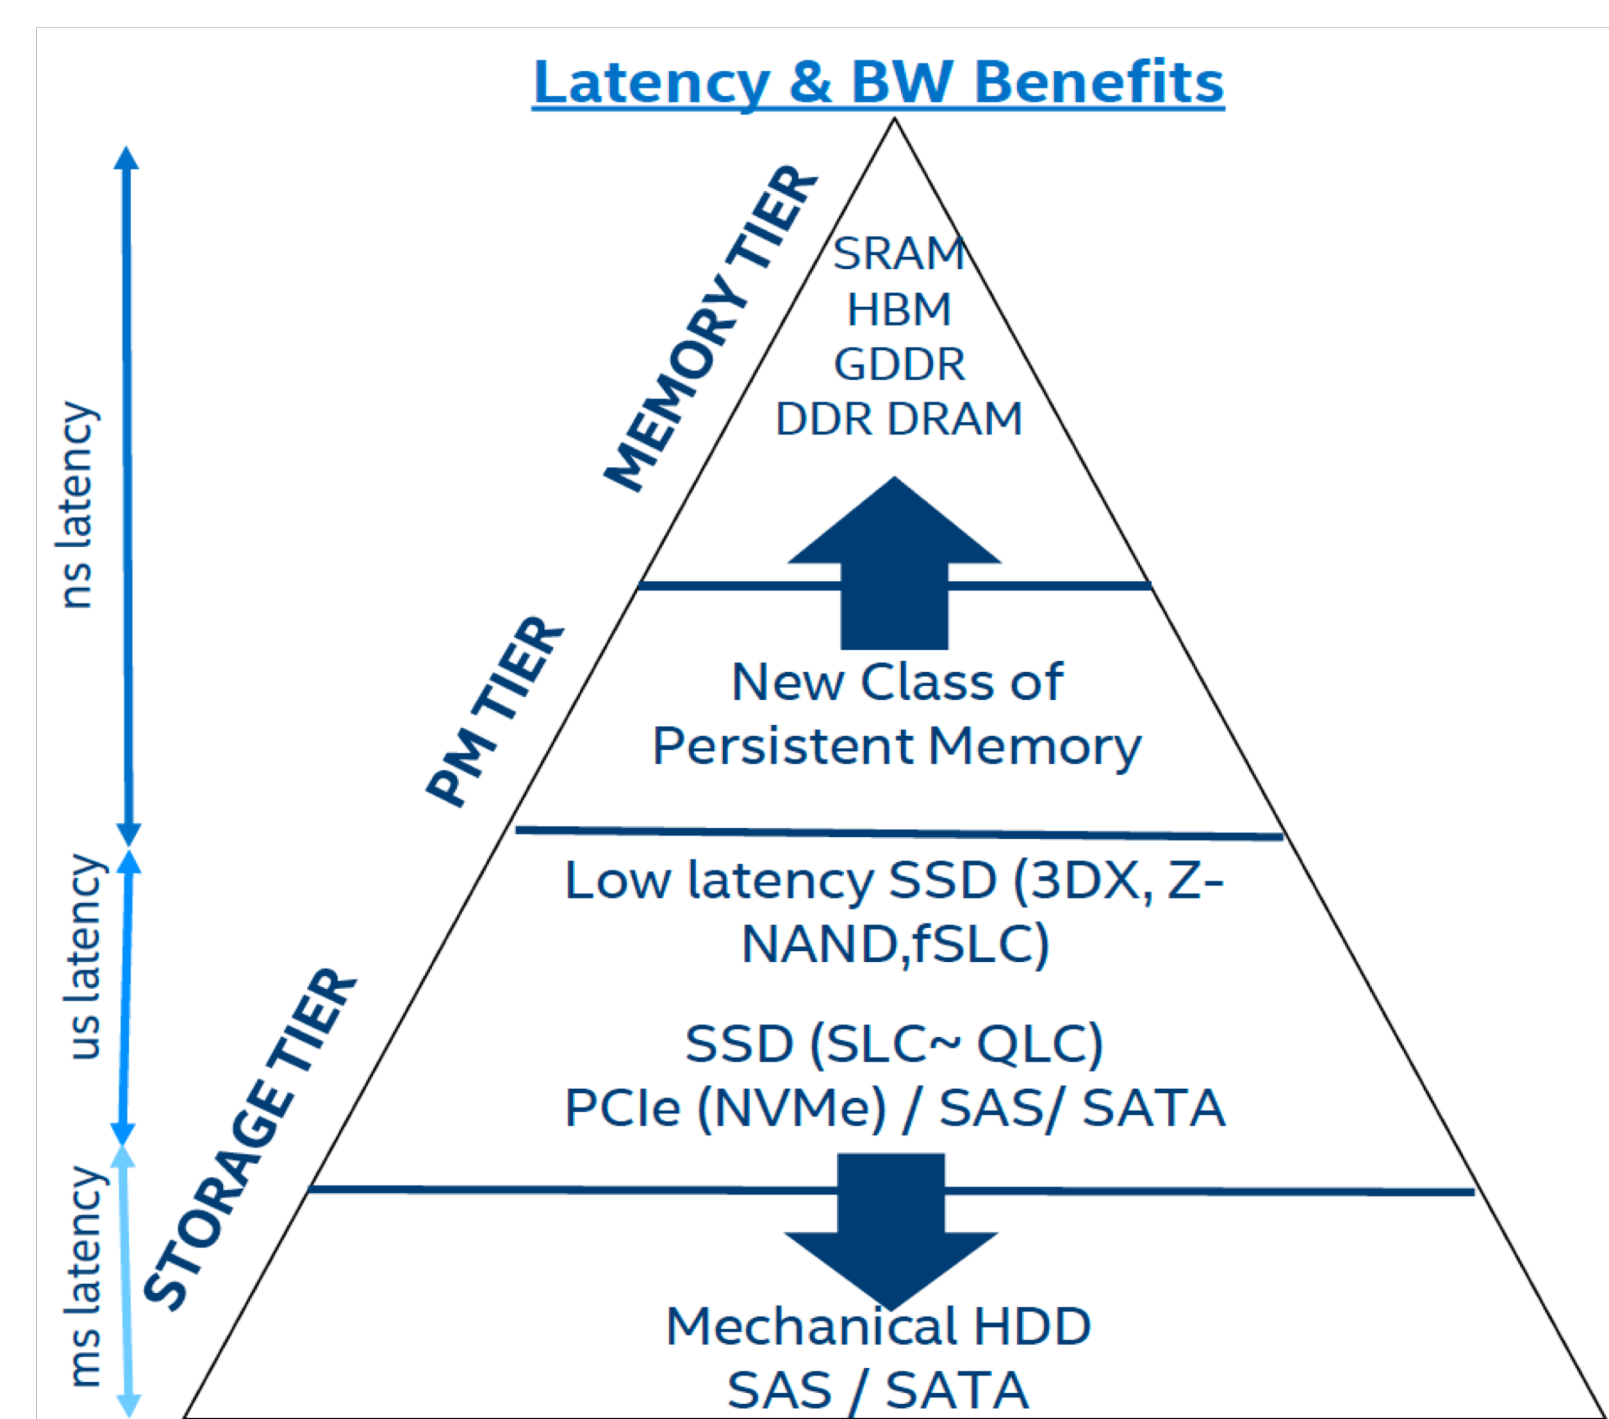 Latency & BW Benefits
MEMORY TIER
SRAM
HBM
GDDR
DDR DRAM
ns latency
PM TIER
New Class of
Persistent Memory
us latency
Low latency SSD (3DX, Z-
NAND,fSLC)
SSD (SLC~ QLC)
PCIe (NVMe) / SAS/ SATA
STORAGE TIER
ms latency
Mechanical HDD
SAS / SATA